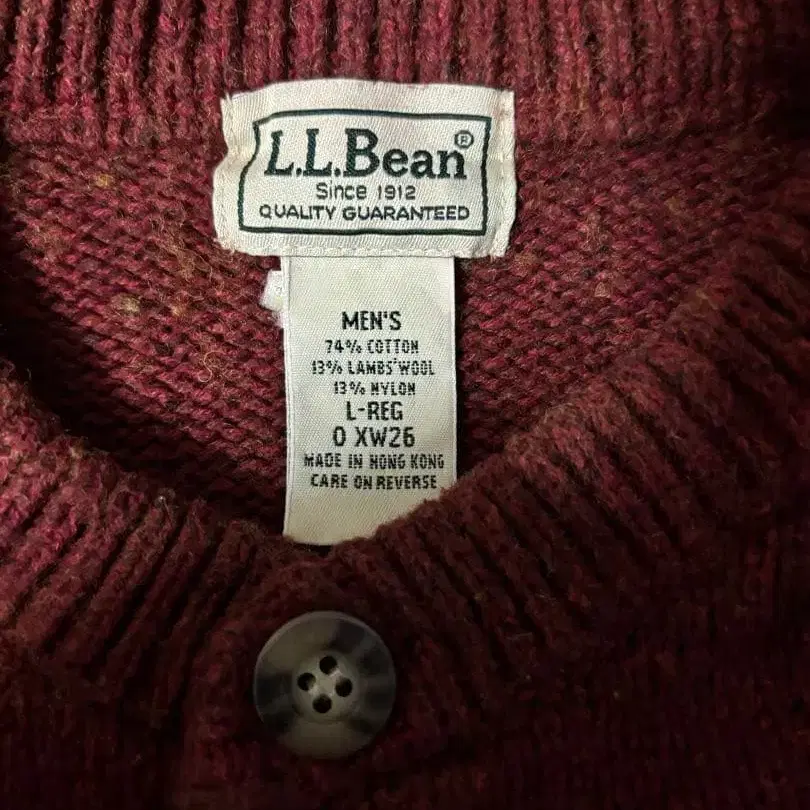 L.L.Bean®
Since 1912
QUALITY GUARANTEED
MEN'S
74% COTTON
13% LAMBS'WOOL
13% NYLON
L-REG
0 XW26
MADE IN HONG KONG
CARE ON REVERSE